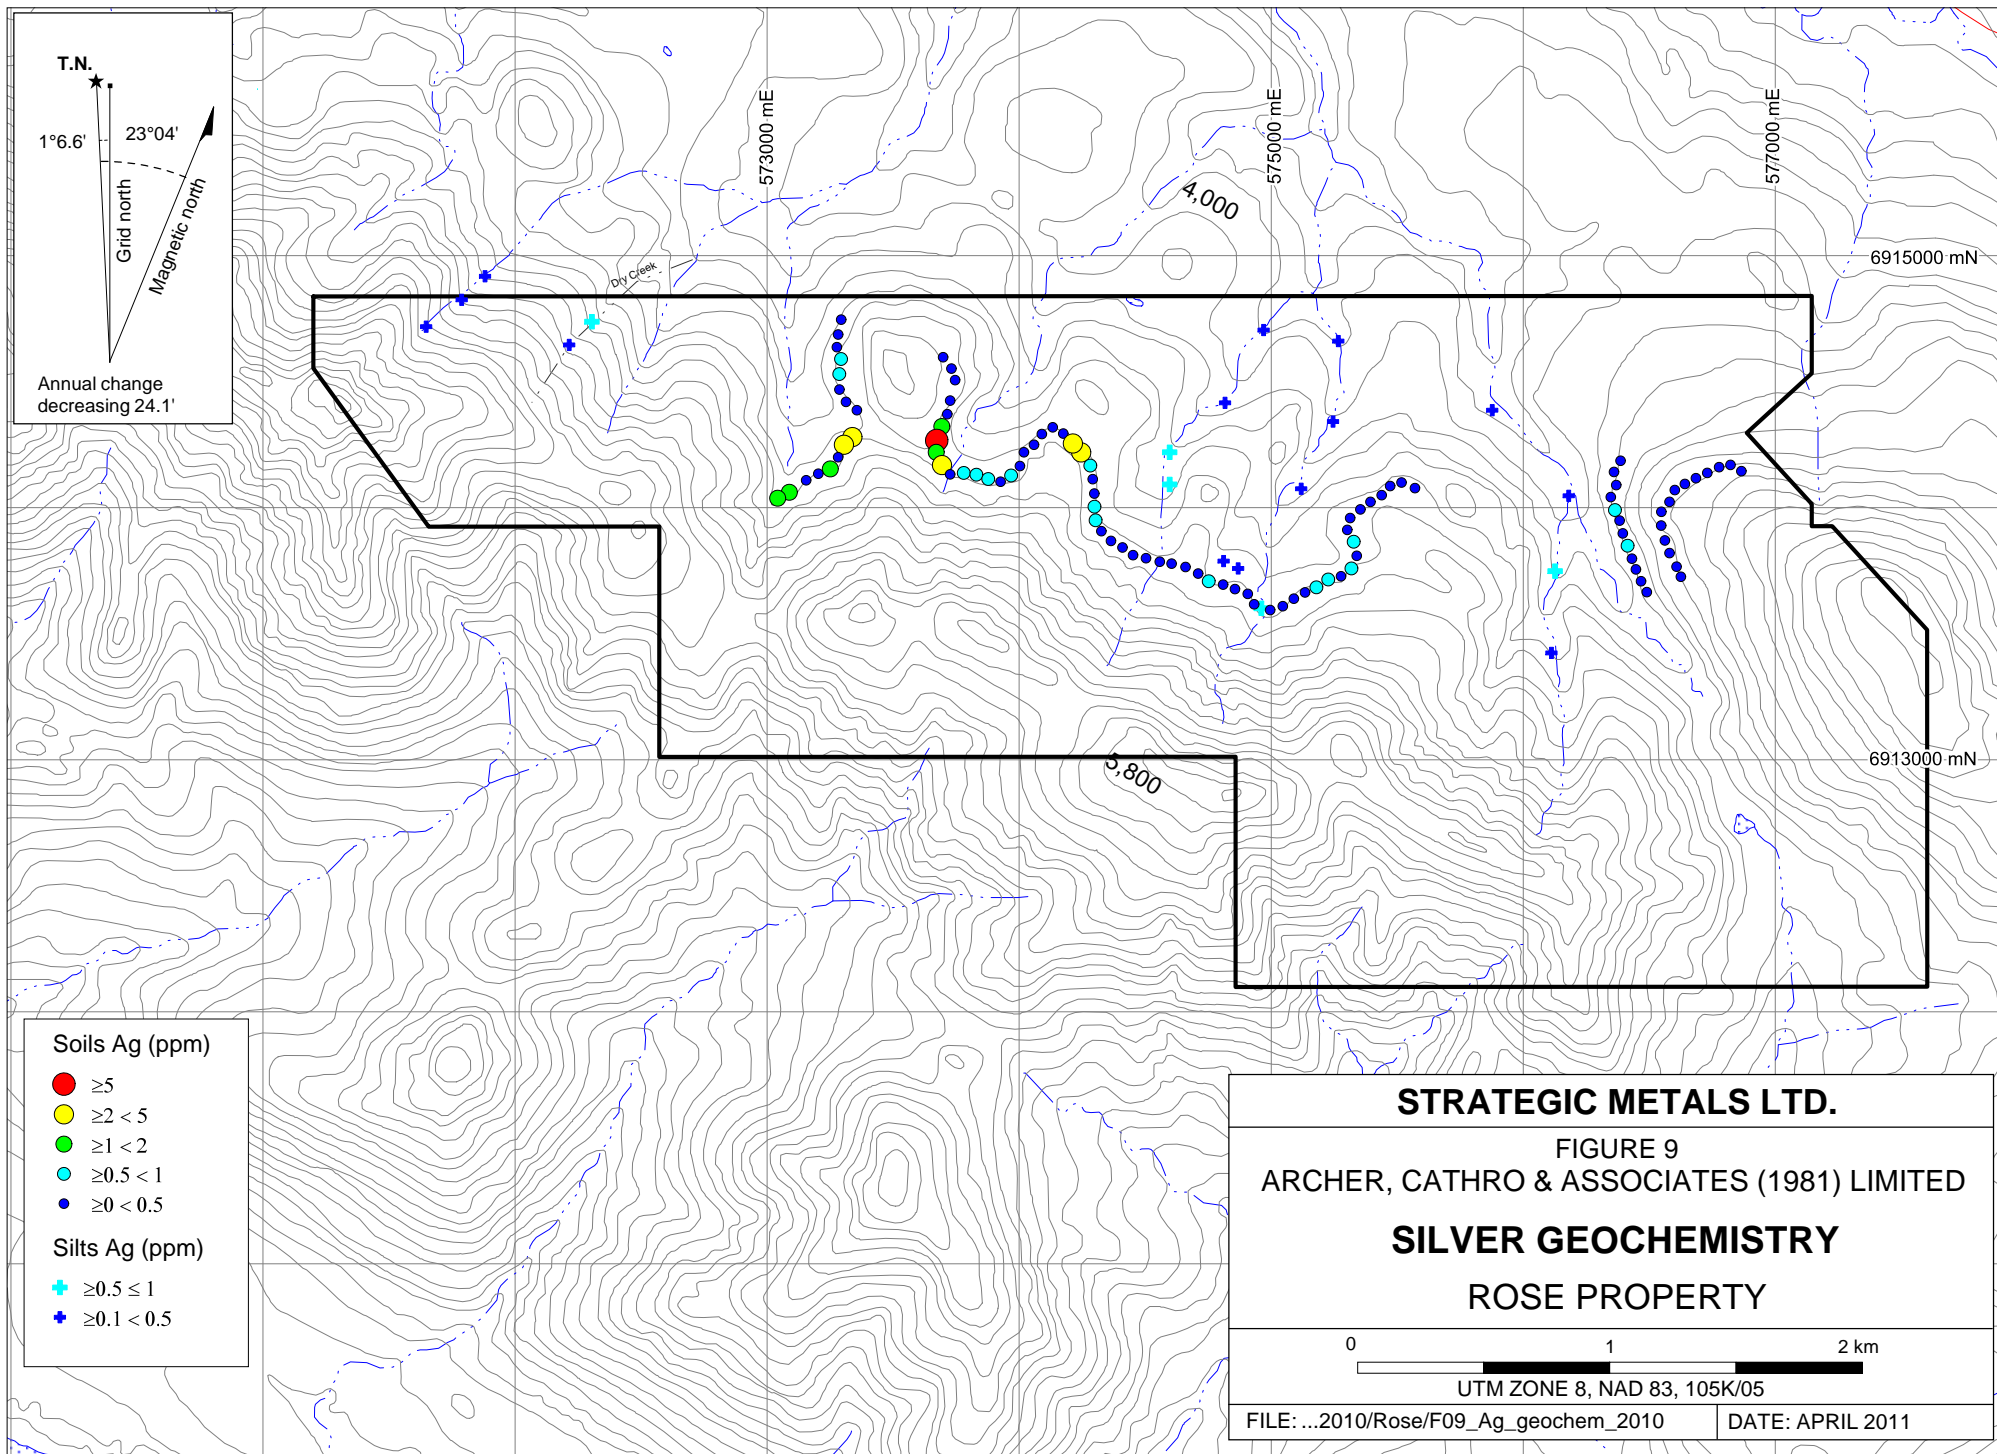 T.N.
1°6.6'
23°04'
Grid north
Magnetic north
Annual change
decreasing 24.1'
573000 mE
575000 mE
577000 mE
4,000
6915000 mN
Dry Creek
5,800
6913000 mN
Soils Ag (ppm)
≥5
≥2 < 5
≥1 < 2
≥0.5 < 1
≥0 < 0.5
Silts Ag (ppm)
≥0.5 ≤ 1
≥0.1 < 0.5
STRATEGIC METALS LTD.
FIGURE 9
ARCHER, CATHRO & ASSOCIATES (1981) LIMITED
SILVER GEOCHEMISTRY
ROSE PROPERTY
0 1 2 km
UTM ZONE 8, NAD 83, 105K/05
FILE: ...2010/Rose/F09_Ag_geochem_2010
DATE: APRIL 2011